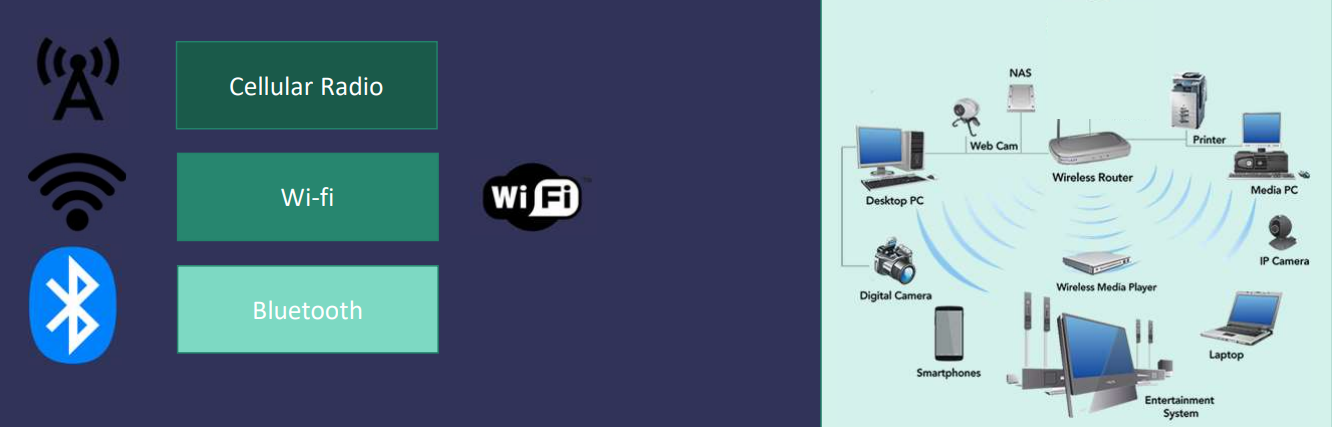 Cellular Radio
Wi-fi
WiFi
Bluetooth
NAS
Web Cam
Printer
Wireless Router
Desktop PC
Media PC
IP Camera
Digital Camera
Wireless Media Player
Smartphones
Laptop
Entertainment
System